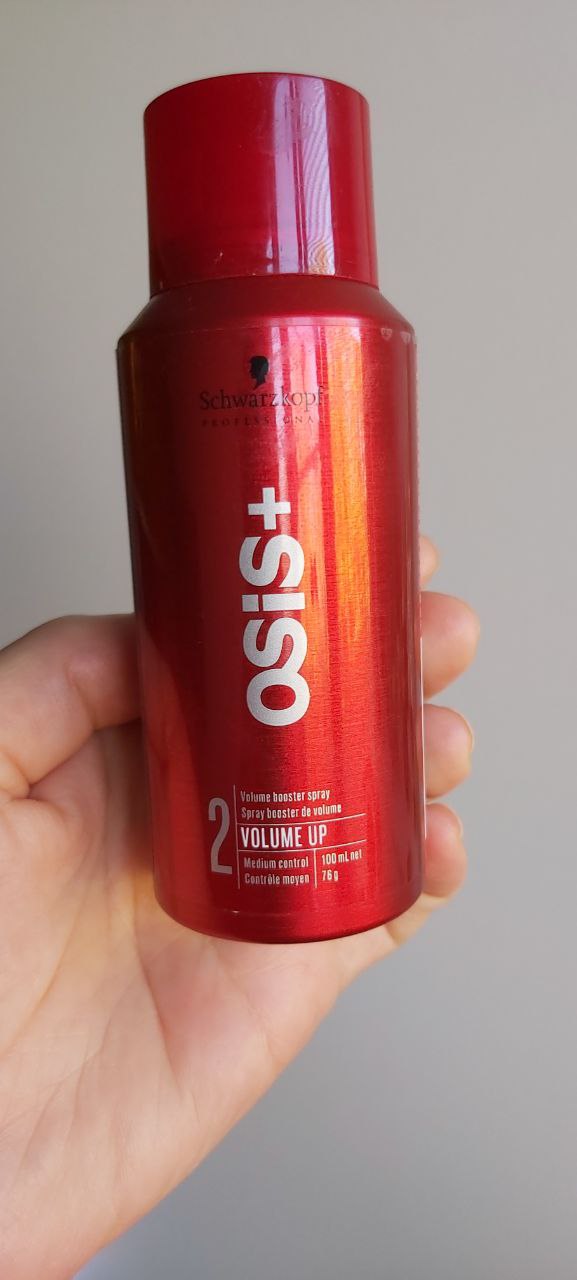 Schwarzkopf
PROFESSIONAL
OSiS+
2
Volume booster spray
Spray booster de volume
VOLUME UP
Medium control
Contrôle moyen
100 mL net
76 g